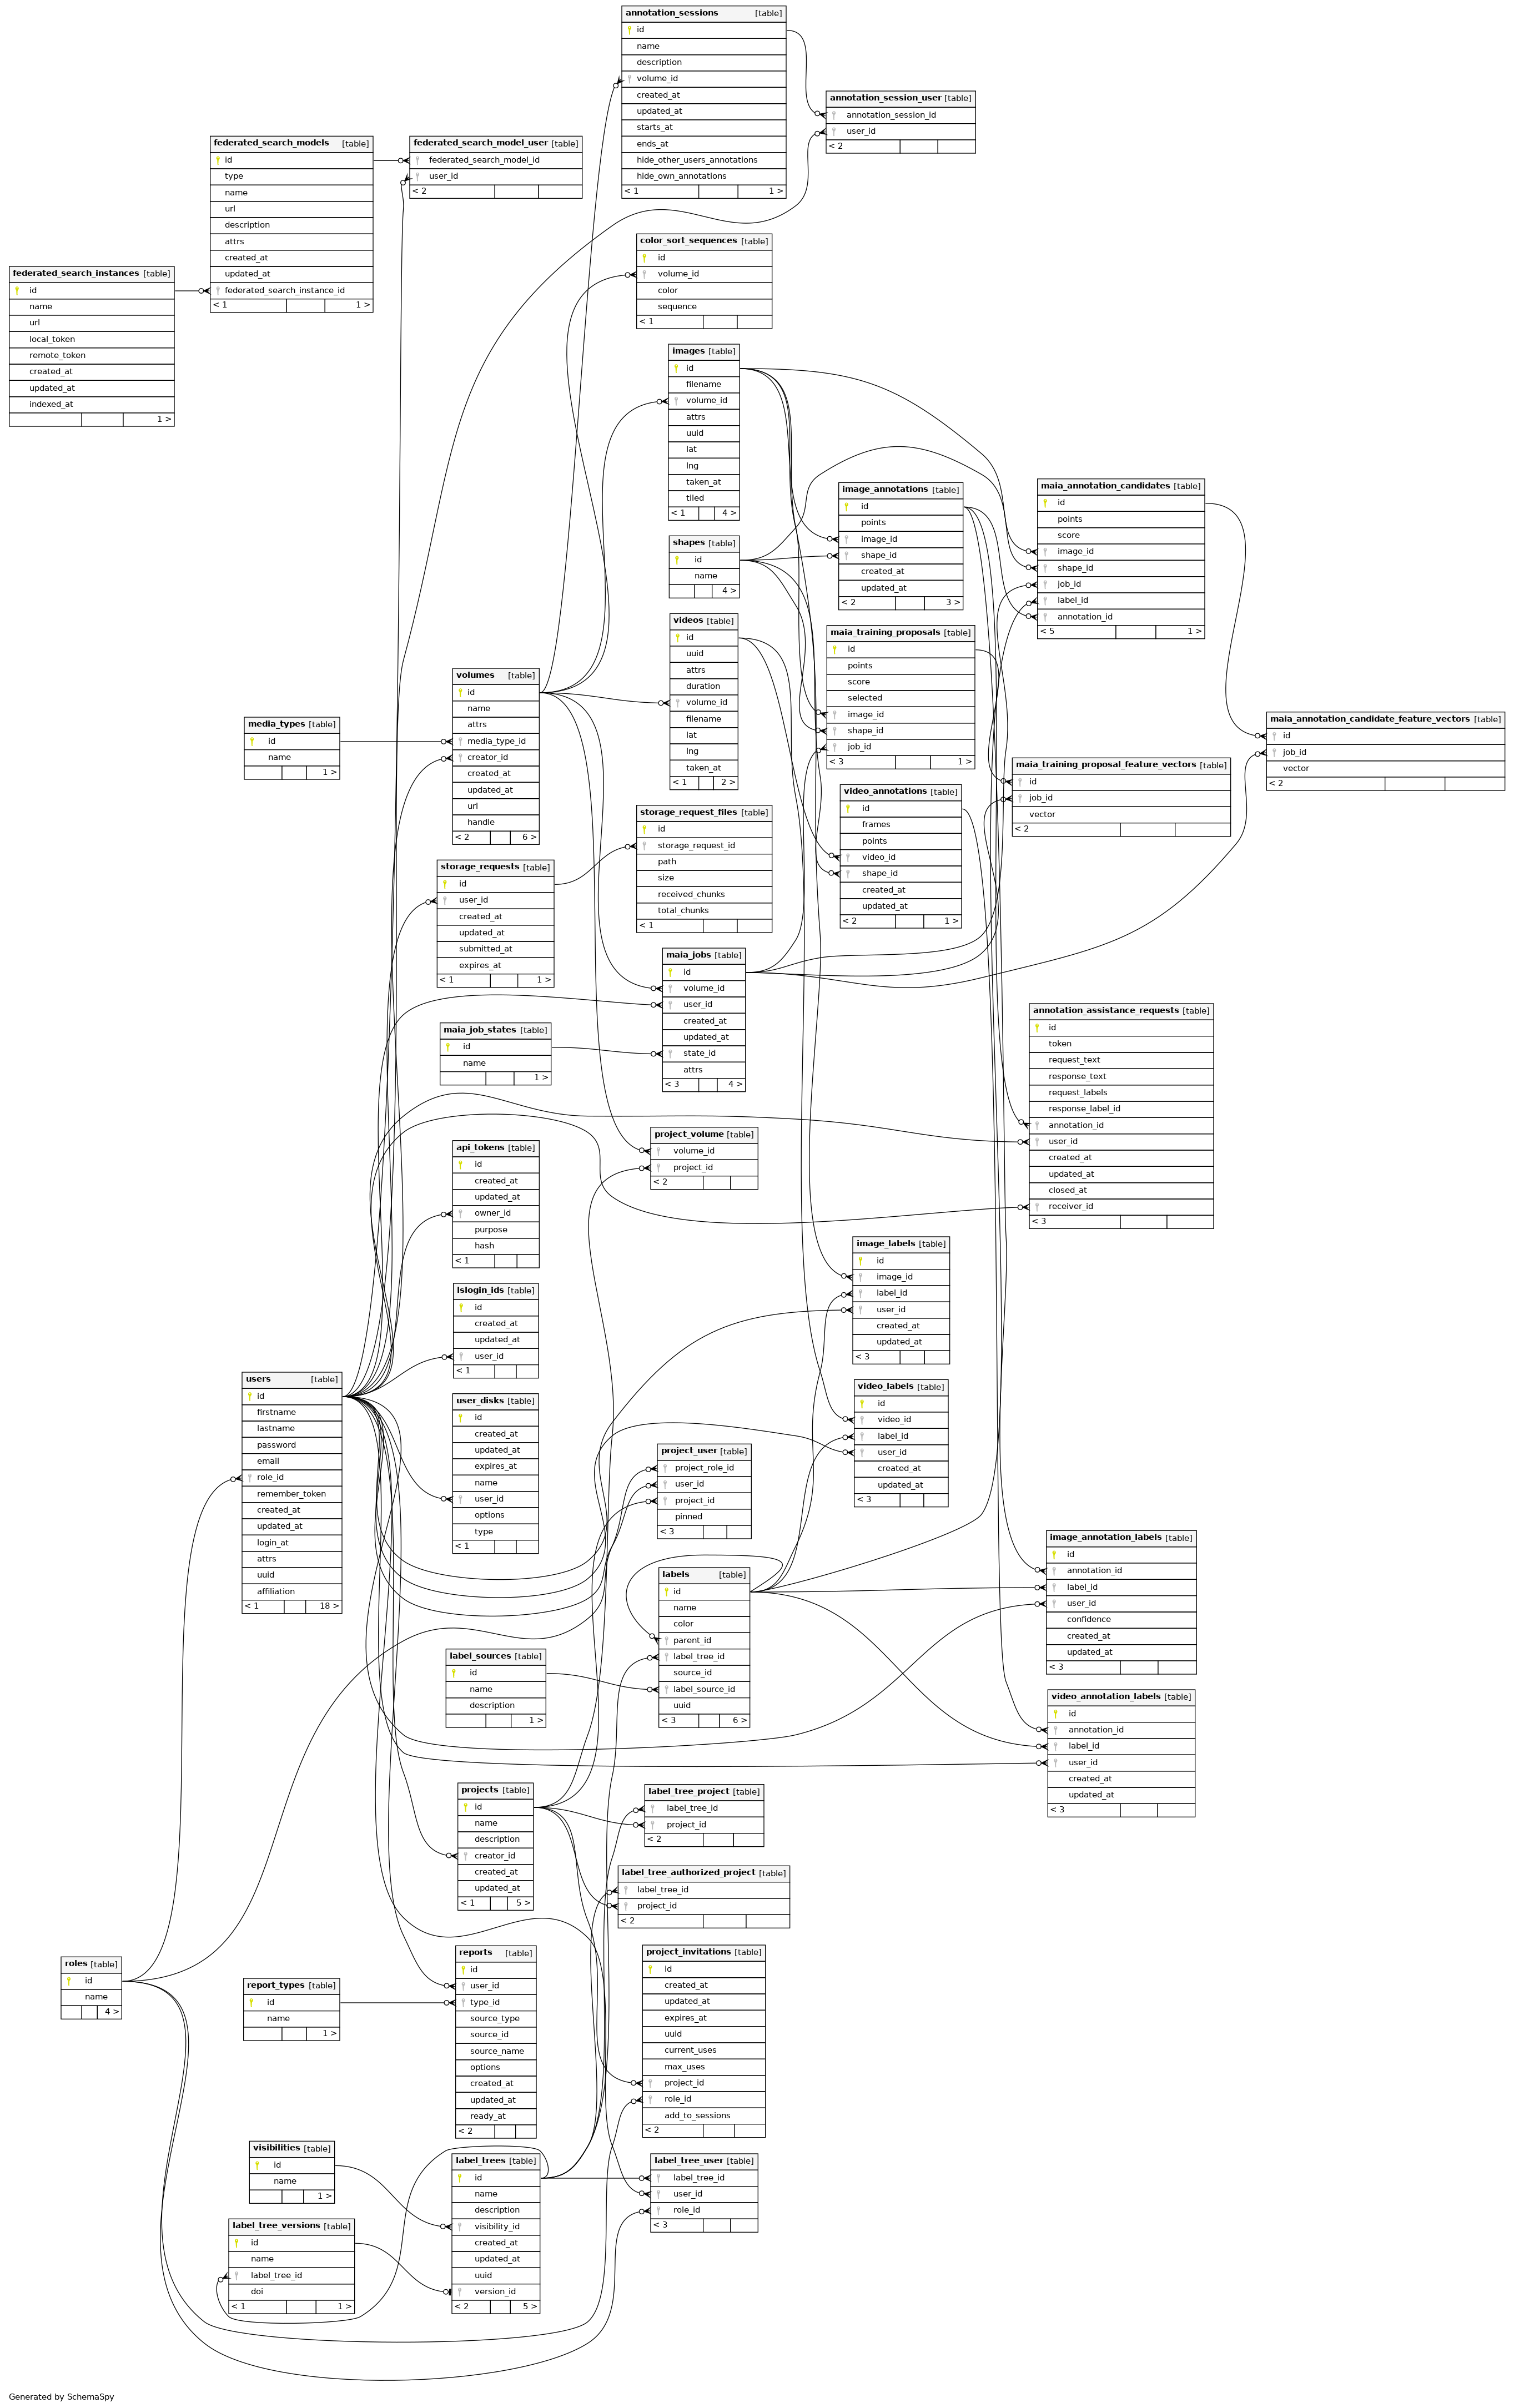 annotation_sessions [table]
id
name
description
volume_id
created_at
updated_at
starts_at
ends_at
hide_other_users_annotations
hide_own_annotations
< 1 1 >
annotation_session_user [table]
annotation_session_id
user_id
< 2
federated_search_models [table]
id
type
name
url
description
attrs
created_at
updated_at
federated_search_instance_id
< 1 1 >
federated_search_model_user [table]
federated_search_model_id
user_id
< 2
federated_search_instances [table]
id
name
url
local_token
remote_token
created_at
updated_at
indexed_at
1 >
color_sort_sequences [table]
id
volume_id
color
sequence
< 1
images [table]
id
filename
volume_id
attrs
uuid
lat
lng
taken_at
tiled
< 1 4 >
shapes [table]
id
name
4 >
image_annotations [table]
id
points
image_id
shape_id
created_at
updated_at
< 2 3 >
maia_annotation_candidates [table]
id
points
score
image_id
shape_id
job_id
label_id
annotation_id
< 5 1 >
videos [table]
id
uuid
attrs
duration
volume_id
filename
lat
lng
taken_at
< 1 2 >
maia_training_proposals [table]
id
points
score
selected
image_id
shape_id
job_id
< 3 1 >
volumes [table]
id
name
attrs
media_type_id
creator_id
created_at
updated_at
url
handle
< 2 6 >
media_types [table]
id
name
1 >
maia_annotation_candidate_feature_vectors [table]
id
job_id
vector
< 2
maia_training_proposal_feature_vectors [table]
id
job_id
vector
< 2
video_annotations [table]
id
frames
points
video_id
shape_id
created_at
updated_at
< 2 1 >
storage_request_files [table]
id
storage_request_id
path
size
received_chunks
total_chunks
< 1
storage_requests [table]
id
user_id
created_at
updated_at
submitted_at
expires_at
< 1 1 >
maia_jobs [table]
id
volume_id
user_id
created_at
updated_at
state_id
attrs
< 3 4 >
maia_job_states [table]
id
name
1 >
annotation_assistance_requests [table]
id
token
request_text
response_text
request_labels
response_label_id
annotation_id
user_id
created_at
updated_at
closed_at
receiver_id
< 3
project_volume [table]
volume_id
project_id
< 2
api_tokens [table]
id
created_at
updated_at
owner_id
purpose
hash
< 1
image_labels [table]
id
image_id
label_id
user_id
created_at
updated_at
< 3
lslogin_ids [table]
id
created_at
updated_at
user_id
< 1
users [table]
id
firstname
lastname
password
email
role_id
remember_token
created_at
updated_at
login_at
attrs
uuid
affiliation
< 1 18 >
user_disks [table]
id
created_at
updated_at
expires_at
name
user_id
options
type
< 1
video_labels [table]
id
video_id
label_id
user_id
created_at
updated_at
< 3
project_user [table]
project_role_id
user_id
project_id
pinned
< 3
labels [table]
id
name
color
parent_id
label_tree_id
source_id
label_source_id
uuid
< 3 6 >
image_annotation_labels [table]
id
annotation_id
label_id
user_id
confidence
created_at
updated_at
< 3
label_sources [table]
id
name
description
1 >
video_annotation_labels [table]
id
annotation_id
label_id
user_id
created_at
updated_at
< 3
projects [table]
id
name
description
creator_id
created_at
updated_at
< 1 5 >
label_tree_project [table]
label_tree_id
project_id
< 2
label_tree_authorized_project [table]
label_tree_id
project_id
< 2
roles [table]
id
name
4 >
report_types [table]
id
name
1 >
reports [table]
id
user_id
type_id
source_type
source_id
source_name
options
created_at
updated_at
ready_at
< 2
project_invitations [table]
id
created_at
updated_at
expires_at
uuid
current_uses
max_uses
project_id
role_id
add_to_sessions
< 2
visibilities [table]
id
name
1 >
label_trees [table]
id
name
description
visibility_id
created_at
updated_at
uuid
version_id
< 2 5 >
label_tree_user [table]
label_tree_id
user_id
role_id
< 3
label_tree_versions [table]
id
name
label_tree_id
doi
< 1 1 >
Generated by SchemaSpy